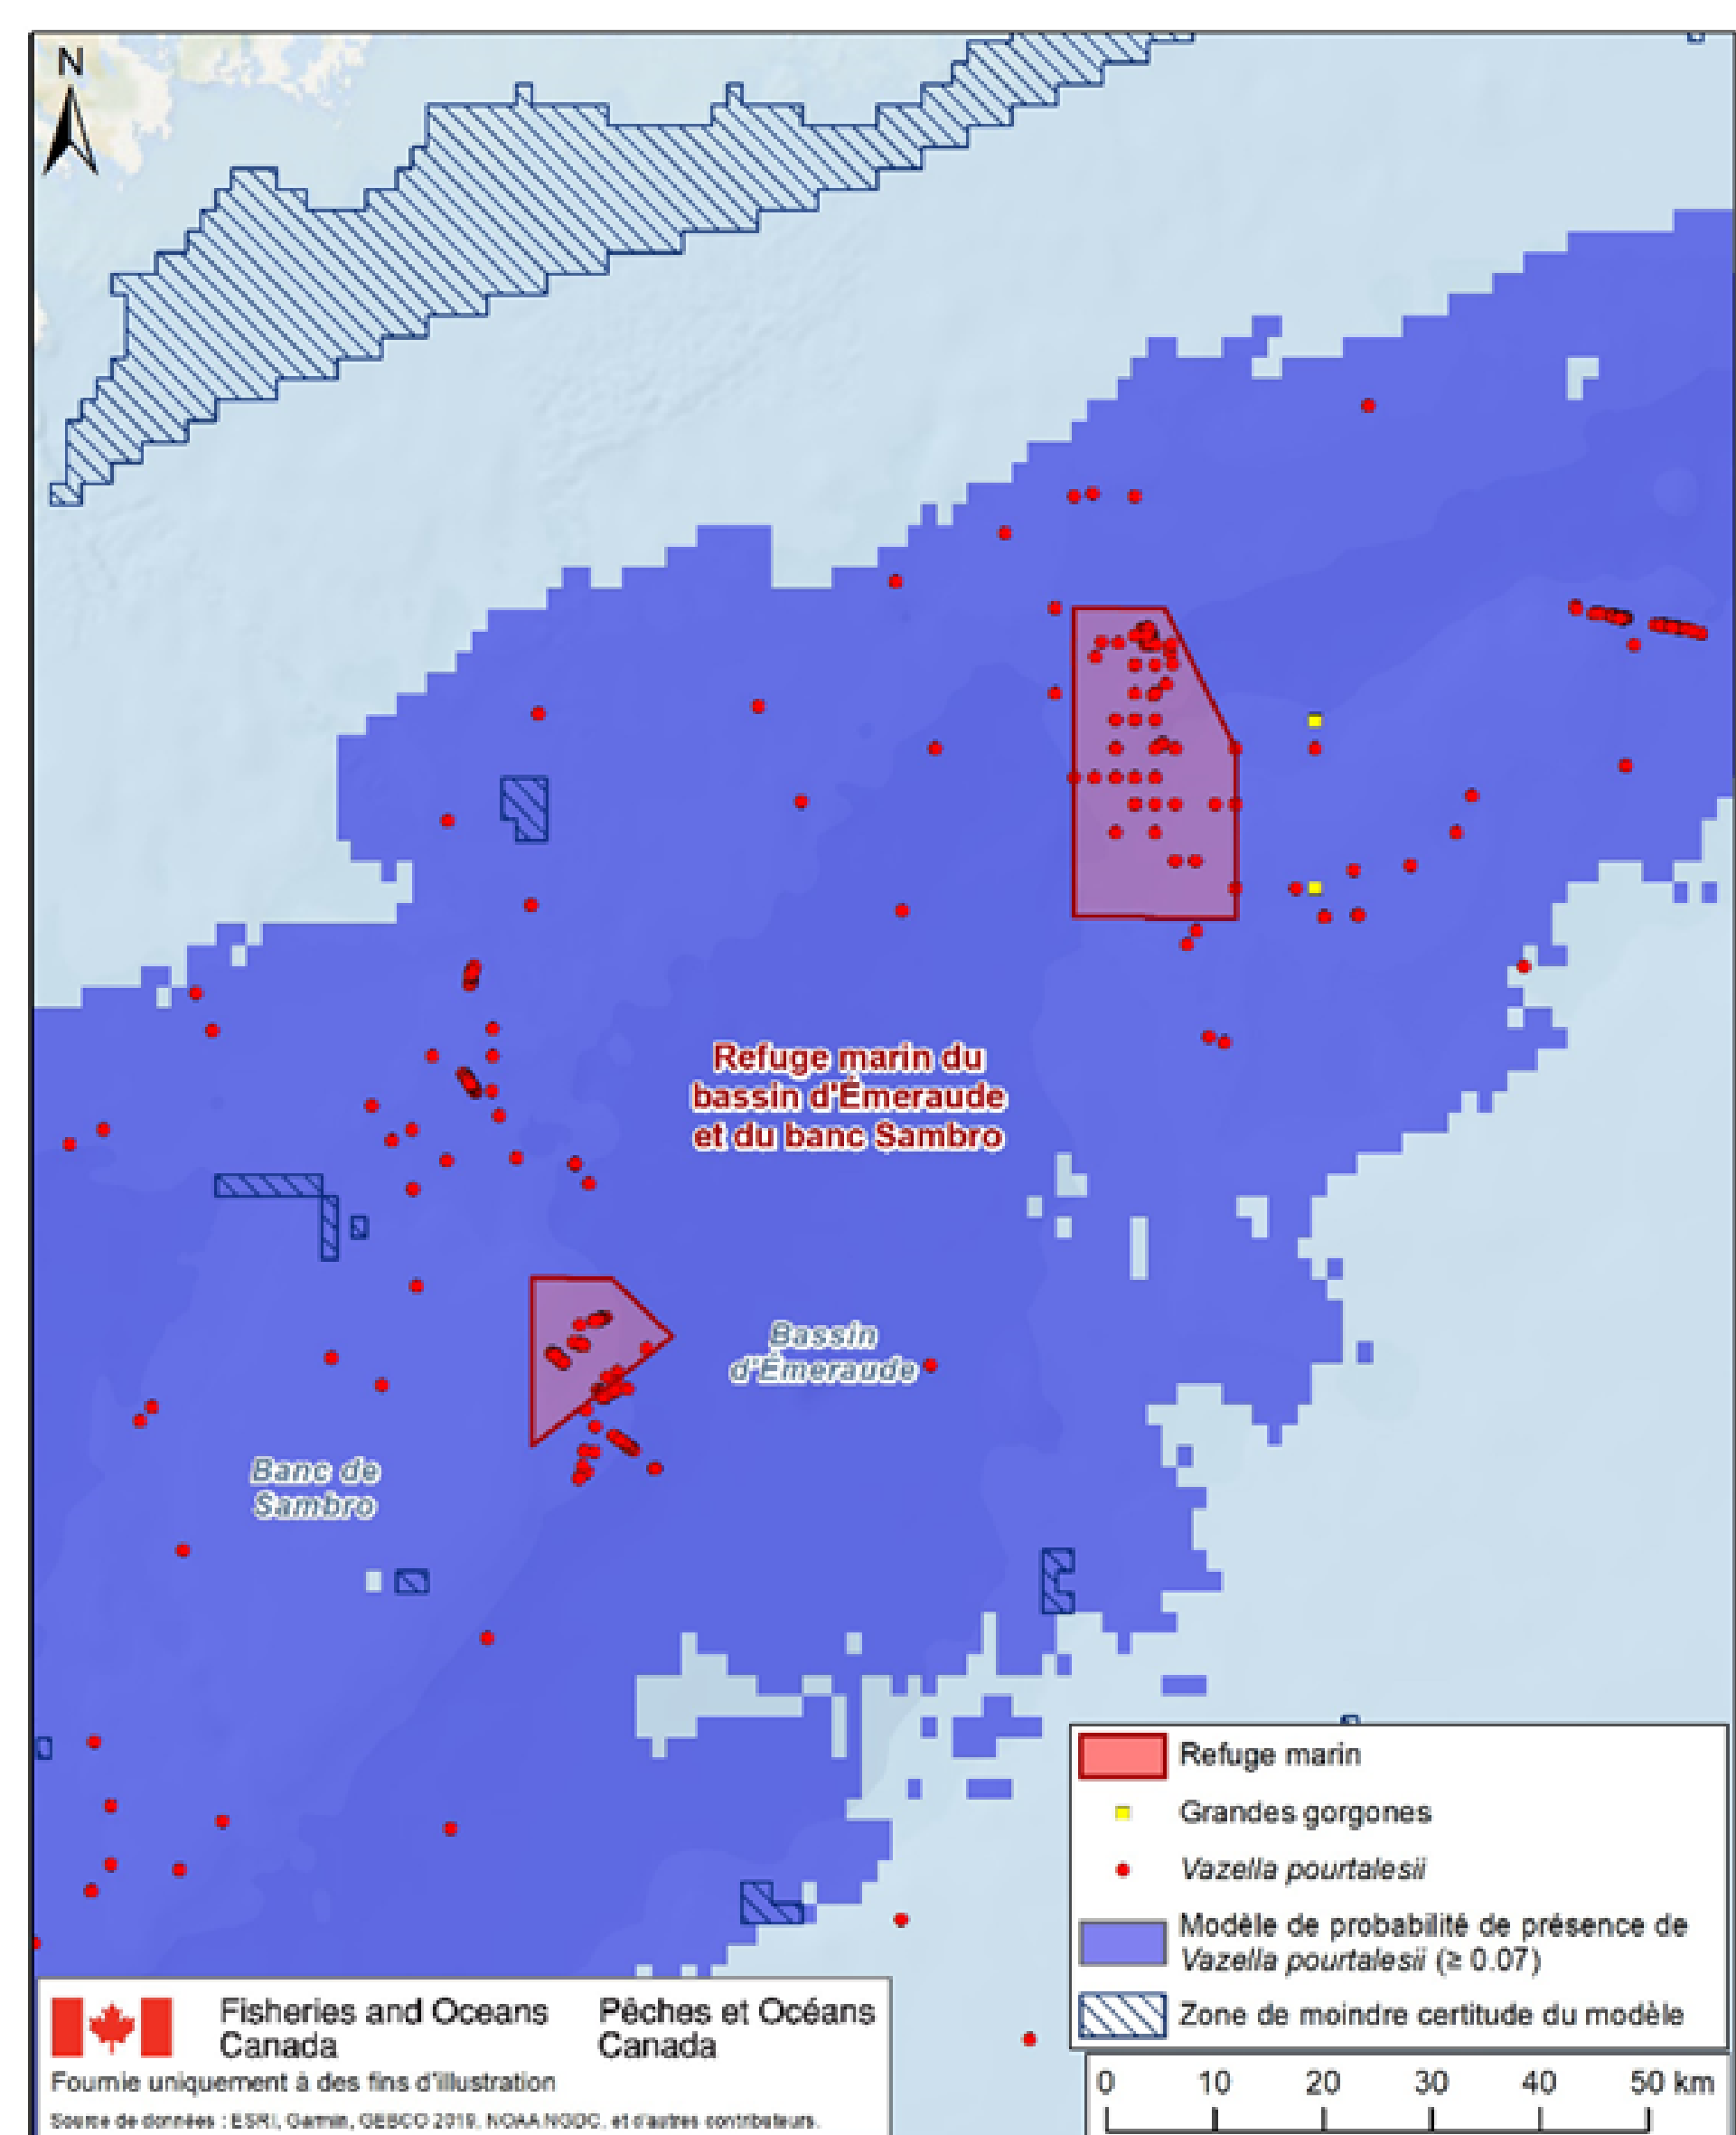 N
Refuge marin du
bassin d'Émeraude
et du banc Sambro
Bassin
d'Émeraude
Banc de
Sambro
Refuge marin
Grandes gorgones
Vazella pourtalesii
Modèle de probabilité de présence de
Vazella pourtalesii (≥ 0.07)
Zone de moindre certitude du modèle
Fisheries and Oceans
Canada
Pêches et Océans
Canada
Fournie uniquement à des fins d'illustration
Source de données : ESRI, Garmin, GEBCO 2019, NOAA NGDC, et d'autres contributeurs.
0 10 20 30 40 50 km